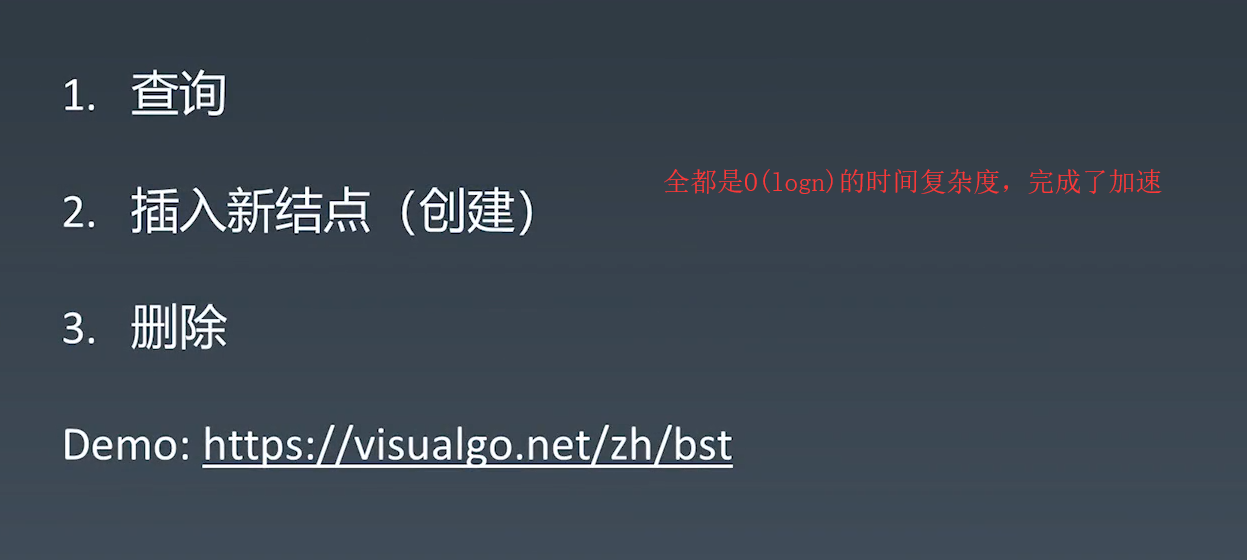 1. 查询
全都是O(logn)的时间复杂度，完成了加速
2. 插入新结点（创建）
3. 删除
Demo: https://visualgo.net/zh/bst